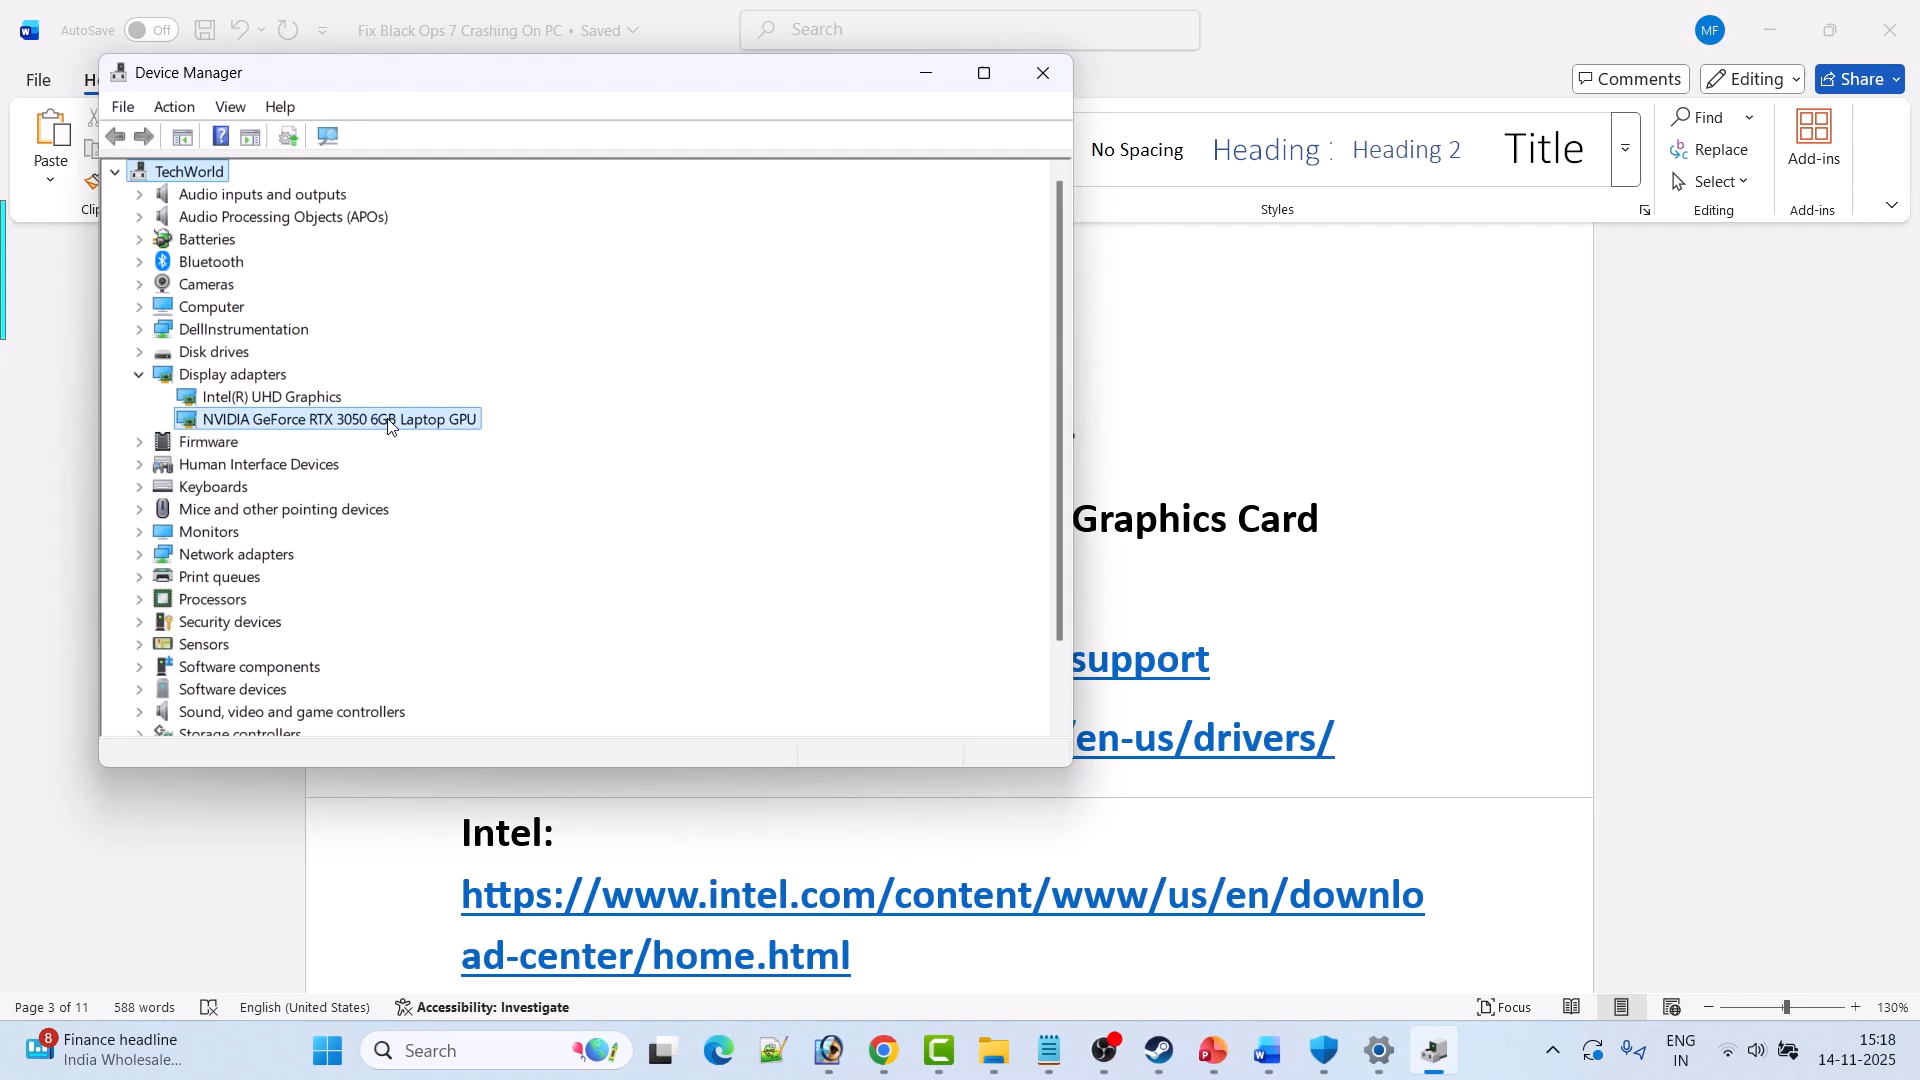 AutoSave Off Fix Black Ops 7 Crashing On PC • Saved Search MF
File Comments Editing Share
Device Manager
File Action View Help
Paste
No Spacing Heading Heading 2 Title
Find
Replace
Select
Add-ins
Styles Editing Add-ins
TechWorld
Audio inputs and outputs
Audio Processing Objects (APOs)
Batteries
Bluetooth
Cameras
Computer
DellInstrumentation
Disk drives
Display adapters
Intel(R) UHD Graphics
NVIDIA GeForce RTX 3050 6GB Laptop GPU
Firmware
Human Interface Devices
Keyboards
Mice and other pointing devices
Monitors
Network adapters
Print queues
Processors
Security devices
Sensors
Software components
Software devices
Sound, video and game controllers
Storage controllers
Graphics Card
support
/en-us/drivers/
Intel:
https://www.intel.com/content/www/us/en/downlo
ad-center/home.html
Page 3 of 11 588 words English (United States) Accessibility: Investigate Focus 130%
8 Finance headline
India Wholesale...
Search
ENG
IN
15:18
14-11-2025